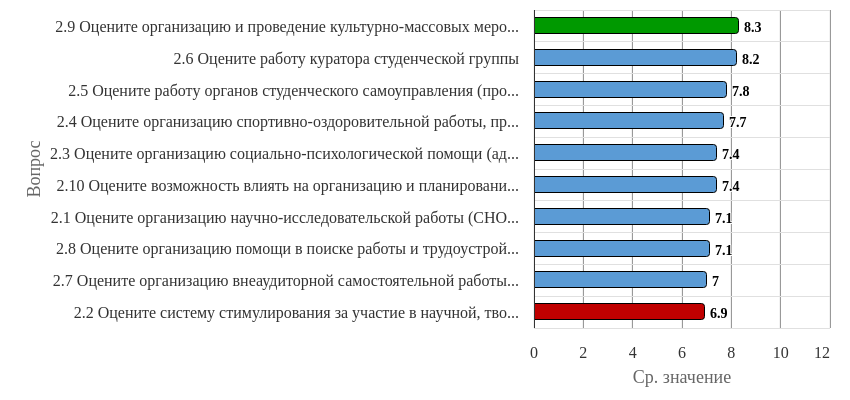 2.9 Оцените организацию и проведение культурно-массовых меро... 8.3
2.6 Оцените работу куратора студенческой группы 8.2
2.5 Оцените работу органов студенческого самоуправления (про... 7.8
2.4 Оцените организацию спортивно-оздоровительной работы, пр... 7.7
2.3 Оцените организацию социально-психологической помощи (ад... 7.4
2.10 Оцените возможность влиять на организацию и планировани... 7.4
2.1 Оцените организацию научно-исследовательской работы (СНО... 7.1
2.8 Оцените организацию помощи в поиске работы и трудоустрой... 7.1
2.7 Оцените организацию внеаудиторной самостоятельной работы... 7
2.2 Оцените систему стимулирования за участие в научной, тво... 6.9
Вопрос
0 2 4 6 8 10 12
Ср. значение